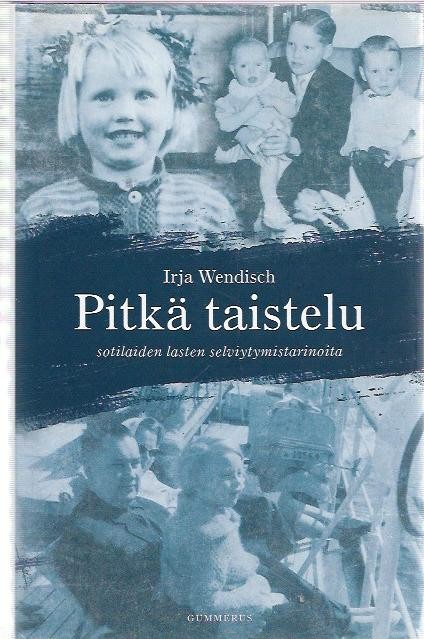 Irja Wendisch
Pitkä taistelu
sotilaiden lasten selviytymistarinoita
GUMMERUS